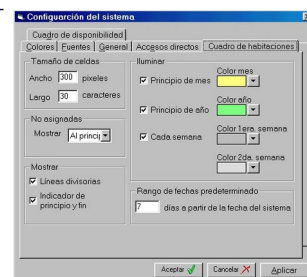 Configuración del sistema
Cuadro de disponibilidad
Colores
Fuentes
General
Accesos directos
Cuadro de habitaciones
Tamaño de celdas
Ancho 300 pixeles
Largo 30 caracteres
No asignadas
Mostrar Al princip
Mostrar
Líneas divisorias
Indicador de
principio y fin
Iluminar
Color mes
Principio de mes
Color año
Principio de año
Color 1era. semana
Cada semana
Color 2da. semana
Rango de fechas predeterminado
7 días a partir de la fecha del sistema
Aceptar
Cancelar
Aplicar